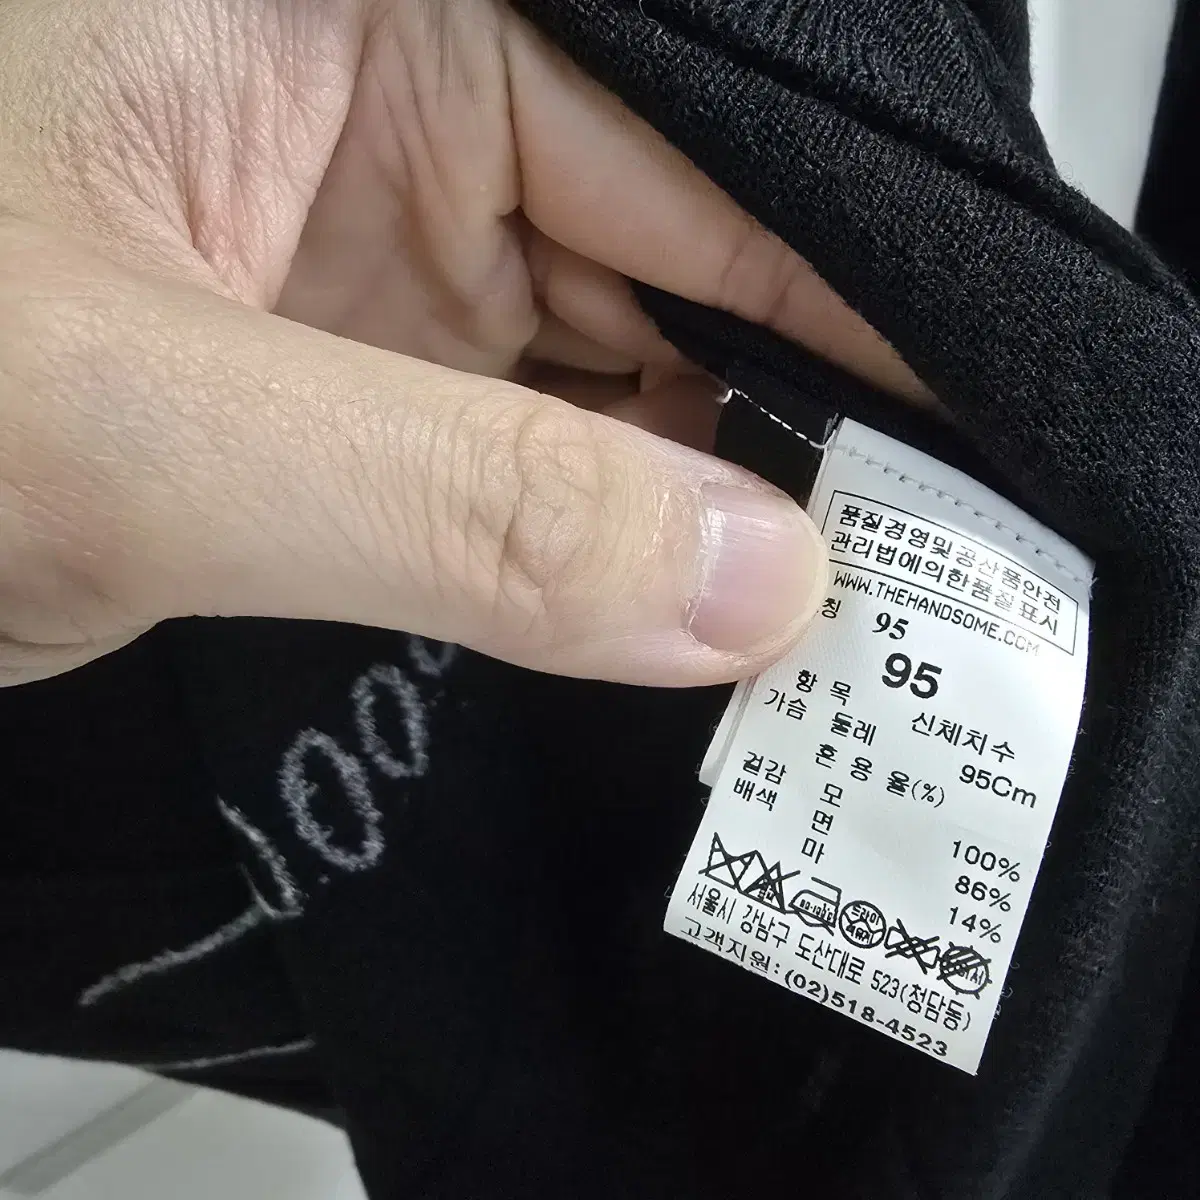 품질경영및공산품안전
관리법에의한품질표시
WWW.THEHANDSOME.COM
칭 95
95
항 목 신체치수
가슴 둘레 95Cm
혼 용 율(%)
겉감 모 100%
배색 면 86%
마 14%
서울시 강남구 도산대로 523(청담동)
고객지원:(02)518-4523